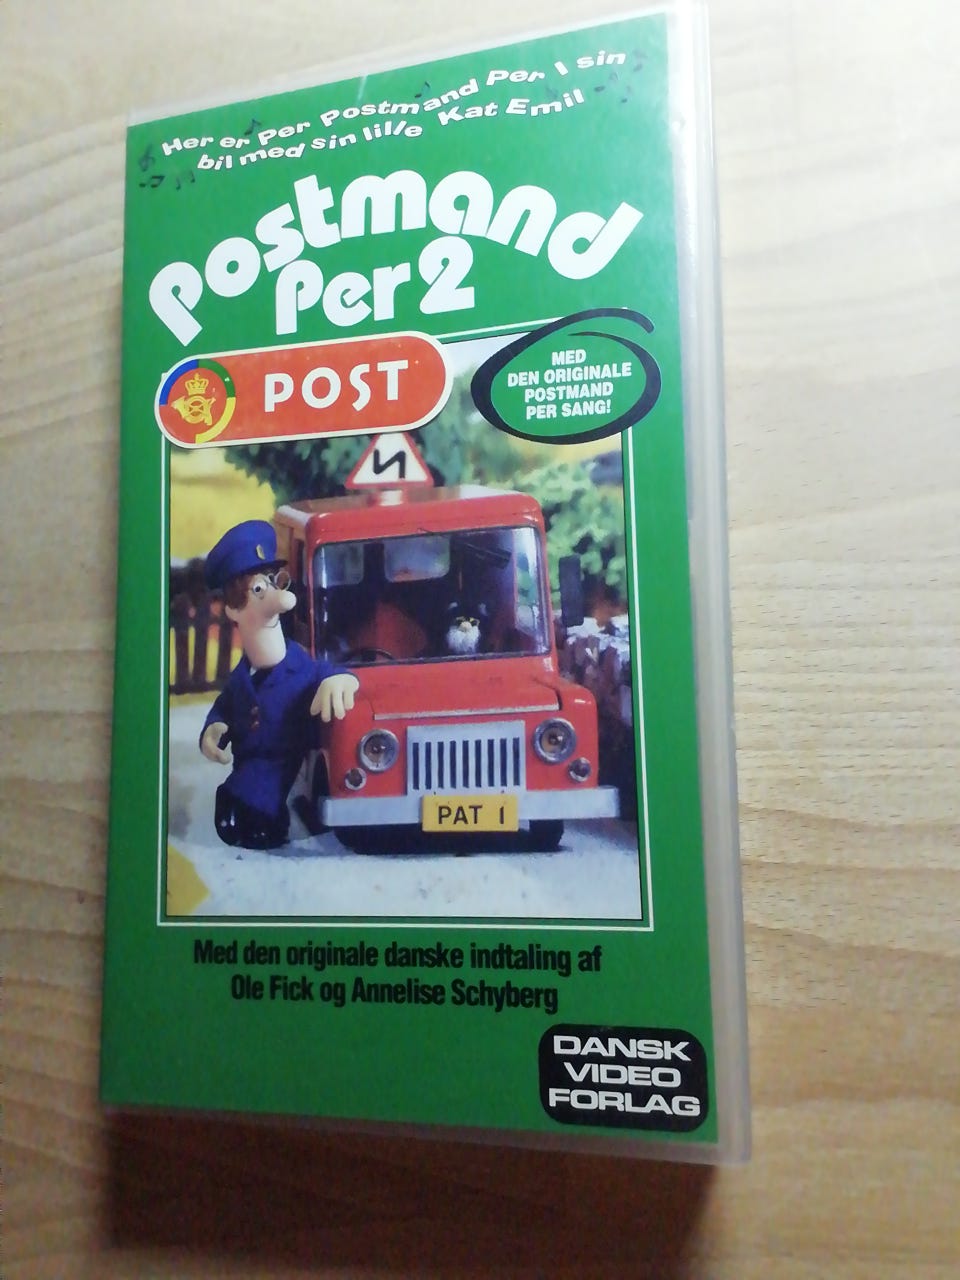 Her er Per Postmand Per I sin
bil med sin lille Kat Emil
Postmand
Per 2
POST
MED
DEN ORIGINALE
POSTMAND
PER SANG!
PAT 1
Med den originale danske indtaling af
Ole Fick og Annelise Schyberg
DANSK
VIDEO
FORLAG